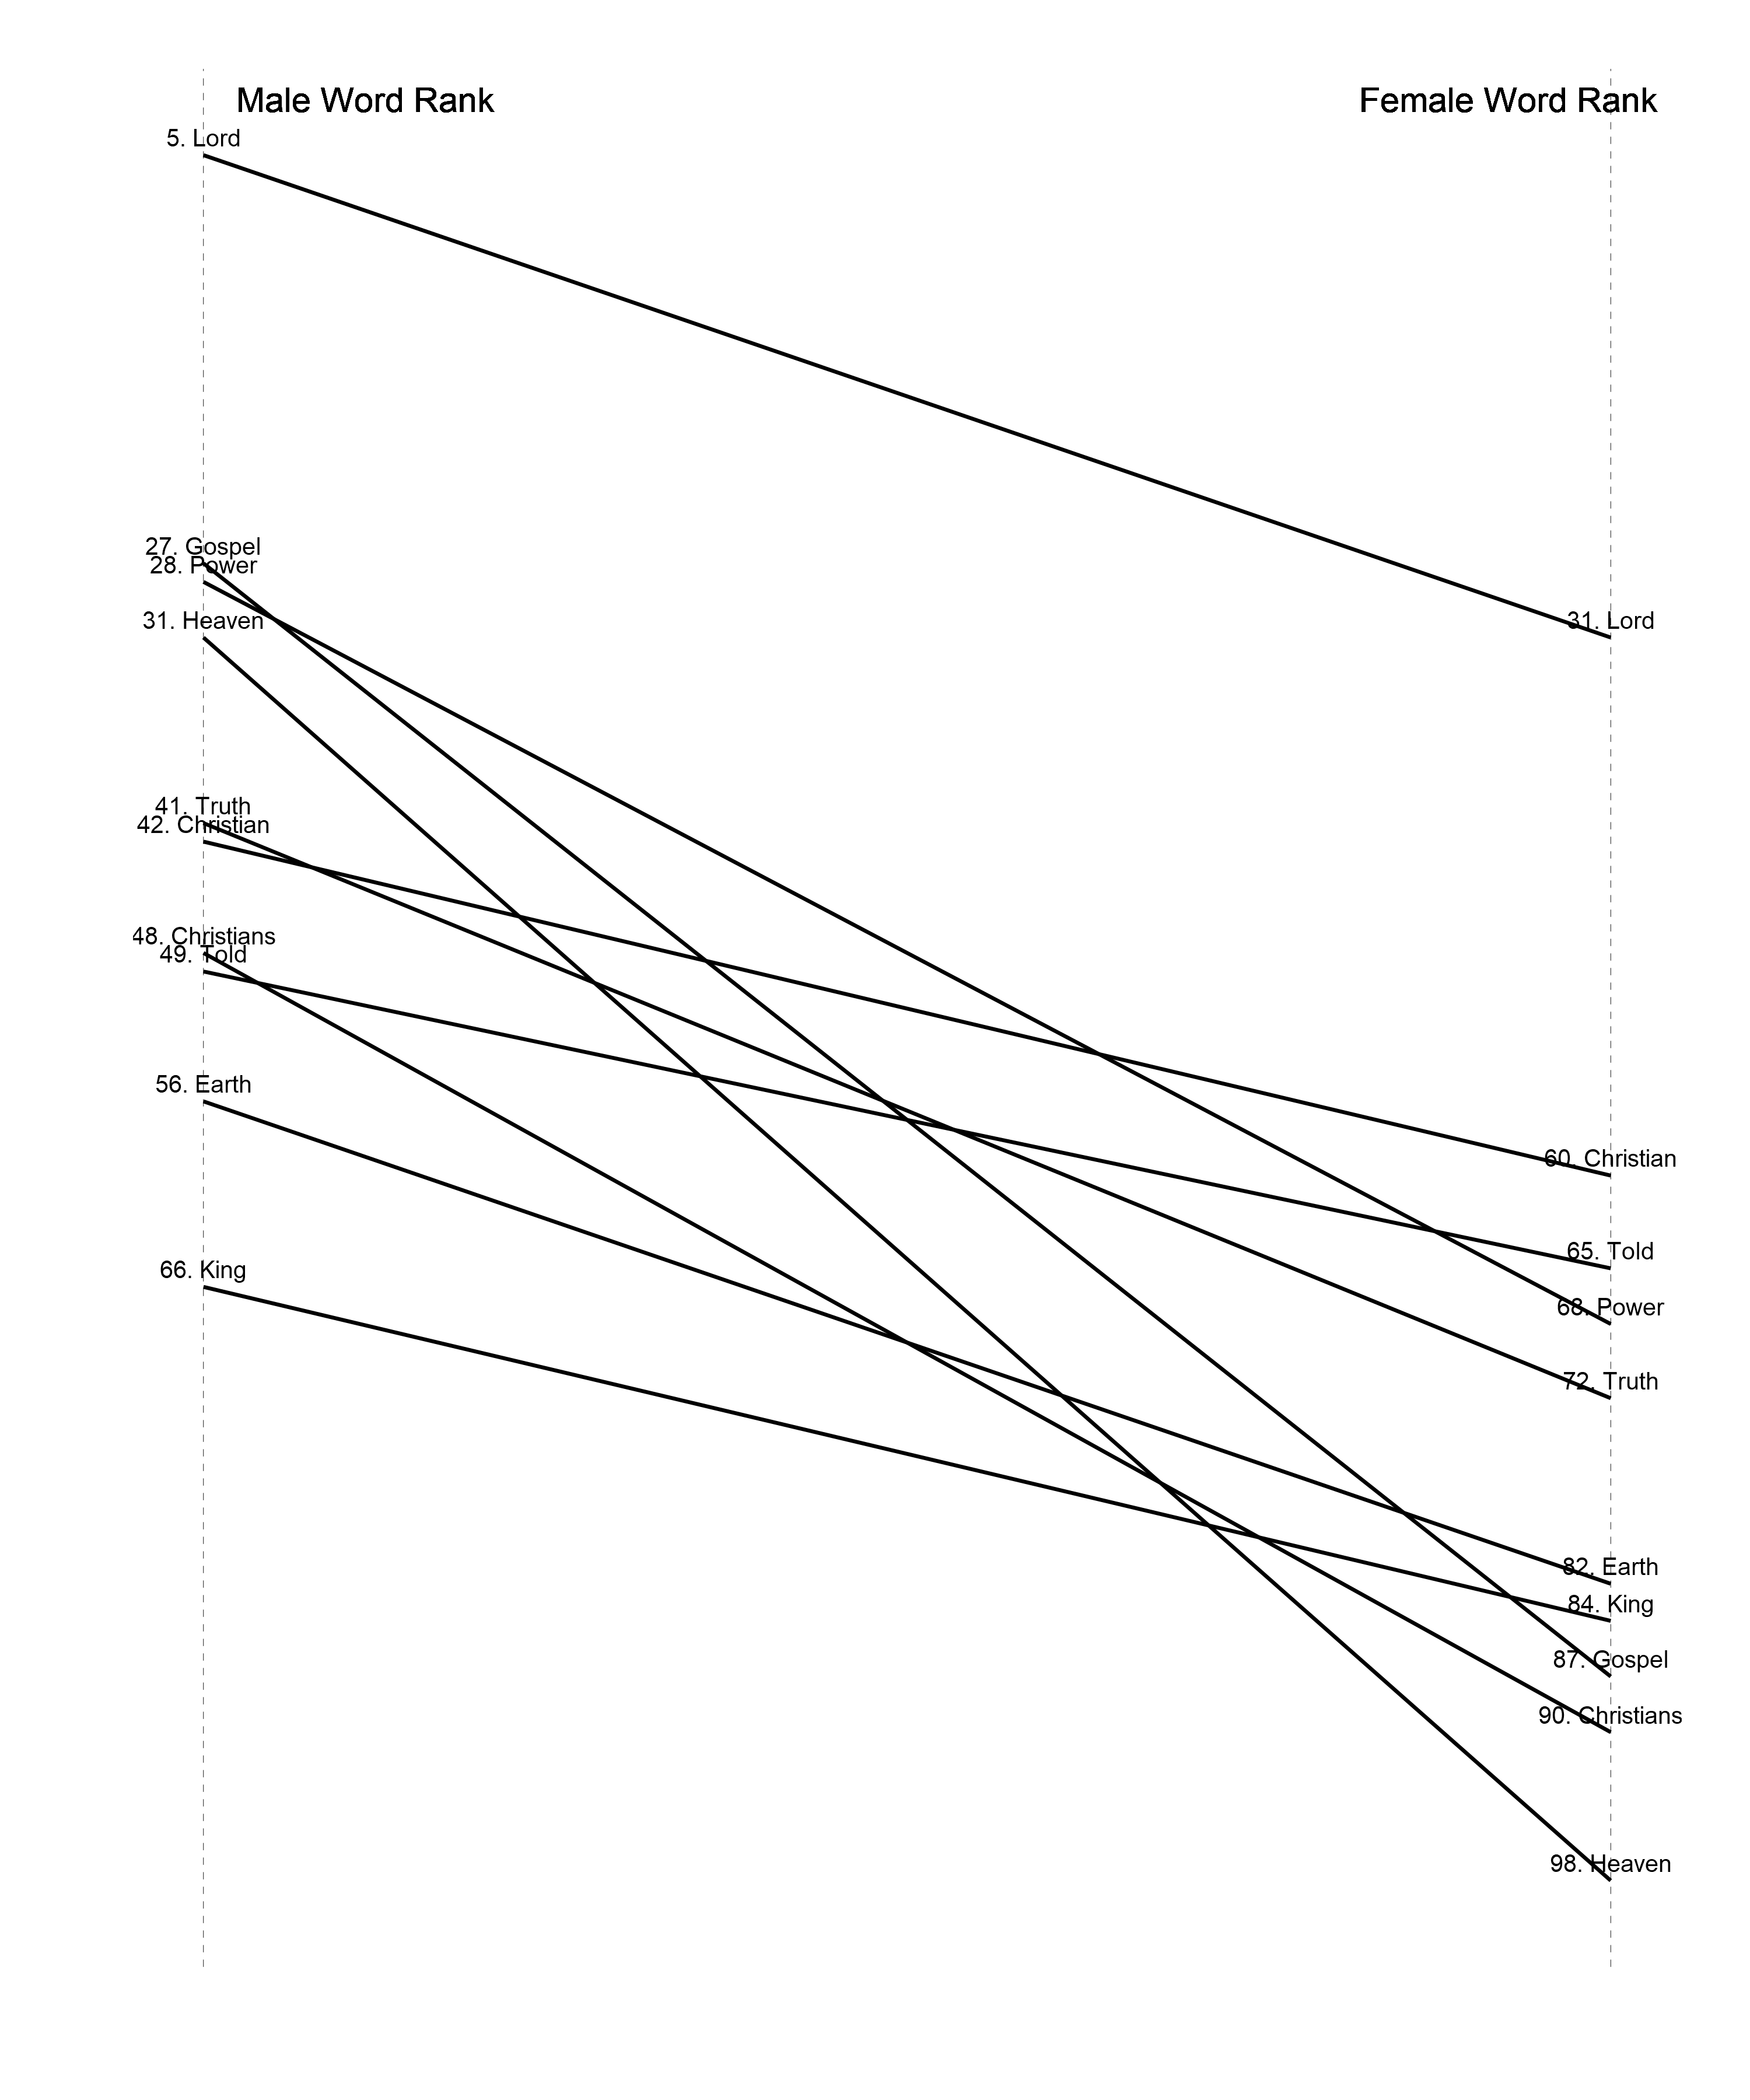 Male Word Rank
Female Word Rank
5. Lord
27. Gospel
28. Power
31. Heaven
31. Lord
41. Truth
42. Christian
48. Christians
49. Told
56. Earth
60. Christian
65. Told
66. King
68. Power
72. Truth
82. Earth
84. King
87. Gospel
90. Christians
98. Heaven